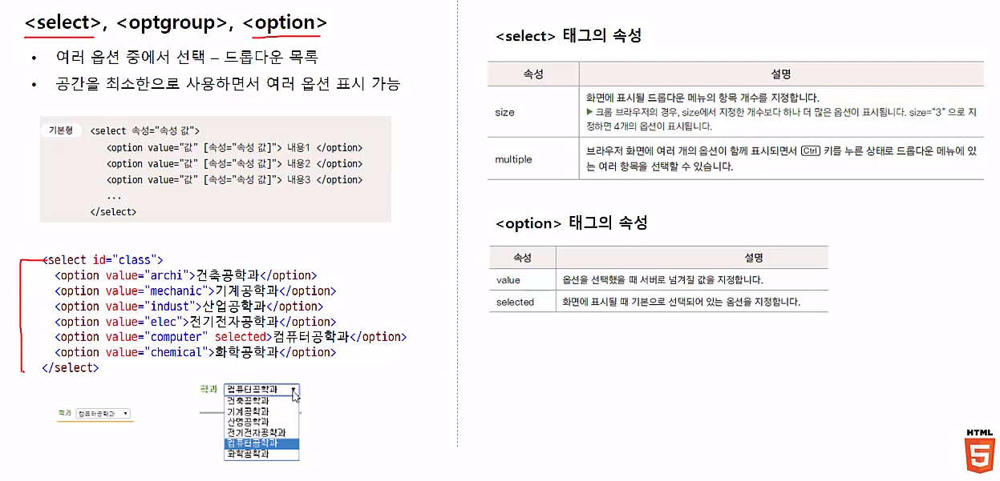 <select>, <optgroup>, <option>
• 여러 옵션 중에서 선택 – 드롭다운 목록
• 공간을 최소한으로 사용하면서 여러 옵션 표시 가능
기본형
<select 속성="속성 값">
<option value="값" [속성="속성 값]"> 내용1 </option>
<option value="값" [속성="속성 값]"> 내용2 </option>
<option value="값" [속성="속성 값]"> 내용3 </option>
...
</select>
<select id="class">
<option value="archi">건축공학과</option>
<option value="mechanic">기계공학과</option>
<option value="indust">산업공학과</option>
<option value="elec">전기전자공학과</option>
<option value="computer" selected>컴퓨터공학과</option>
<option value="chemical">화학공학과</option>
</select>
학과 컴퓨터공학과
학과 컴퓨터공학과
건축공학과
기계공학과
산업공학과
전기전자공학과
컴퓨터공학과
화학공학과
<select> 태그의 속성
속성 설명
size
화면에 표시될 드롭다운 메뉴의 항목 개수를 지정합니다.
▶ 크롬 브라우저의 경우, size에서 지정한 개수보다 하나 더 많은 옵션이 표시됩니다. size="3" 으로 지
정하면 4개의 옵션이 표시됩니다.
multiple
브라우저 화면에 여러 개의 옵션이 함께 표시되면서 Ctrl 키를 누른 상태로 드롭다운 메뉴에 있
는 여러 항목을 선택할 수 있습니다.
<option> 태그의 속성
속성 설명
value 옵션을 선택했을 때 서버로 넘겨질 값을 지정합니다.
selected 화면에 표시될 때 기본으로 선택되어 있는 옵션을 지정합니다.
HTML
5